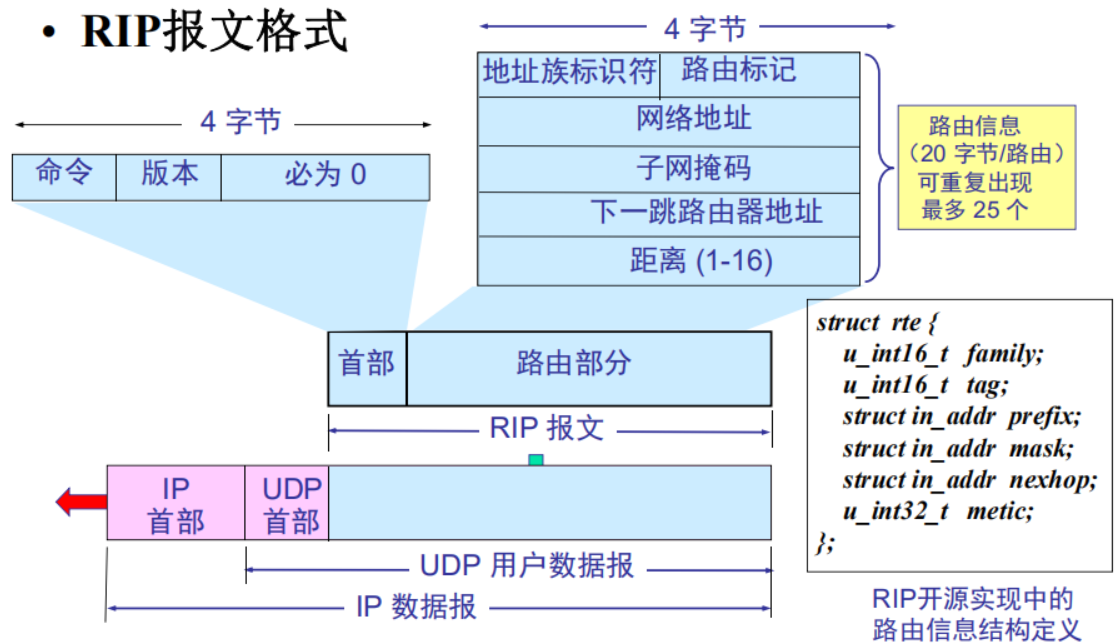 • RIP报文格式
4 字节
地址族标识符 路由标记
网络地址
子网掩码
下一跳路由器地址
距离 (1-16)
路由信息
（20 字节/路由）
可重复出现
最多 25 个
4 字节
命令 版本 必为 0
首部 路由部分
RIP 报文
IP
首部
UDP
首部
UDP 用户数据报
IP 数据报
struct rte {
u_int16_t family;
u_int16_t tag;
struct in_addr prefix;
struct in_addr mask;
struct in_addr nexhop;
u_int32_t metic;
};
RIP开源实现中的
路由信息结构定义